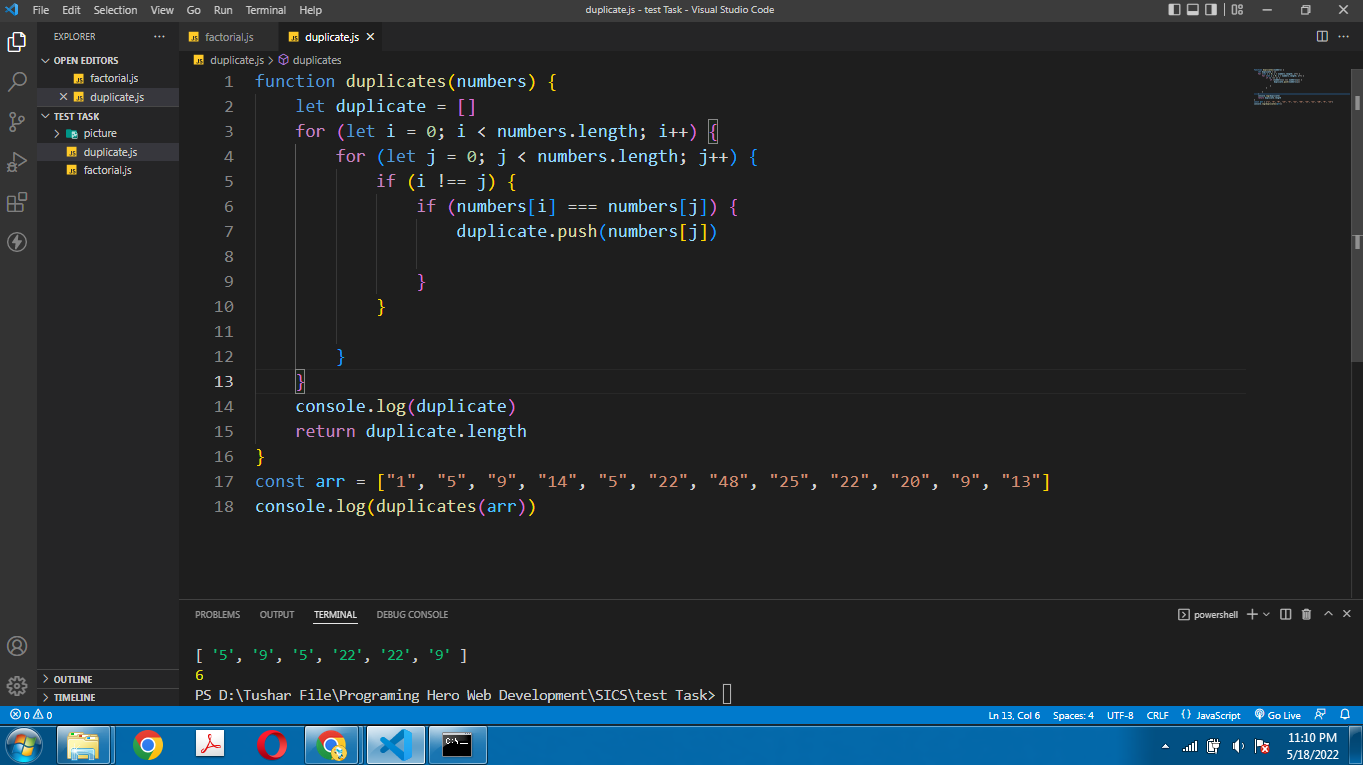 File Edit Selection View Go Run Terminal Help duplicate.js - test Task - Visual Studio Code
EXPLORER
OPEN EDITORS
factorial.js
duplicate.js
TEST TASK
picture
duplicate.js
factorial.js
OUTLINE
TIMELINE
factorial.js duplicate.js
duplicate.js > duplicates
1 function duplicates(numbers) {
2 let duplicate = []
3 for (let i = 0; i < numbers.length; i++) {
4 for (let j = 0; j < numbers.length; j++) {
5 if (i !== j) {
6 if (numbers[i] === numbers[j]) {
7 duplicate.push(numbers[j])
8
9 }
10 }
11
12 }
13 }
14 console.log(duplicate)
15 return duplicate.length
16 }
17 const arr = ["1", "5", "9", "14", "5", "22", "48", "25", "22", "20", "9", "13"]
18 console.log(duplicates(arr))
PROBLEMS OUTPUT TERMINAL DEBUG CONSOLE powershell
[ '5', '9', '5', '22', '22', '9' ]
6
PS D:\Tushar File\Programing Hero Web Development\SICS\test Task>
0 0 Ln 13, Col 6 Spaces: 4 UTF-8 CRLF {} JavaScript Go Live
C:\
11:10 PM
5/18/2022